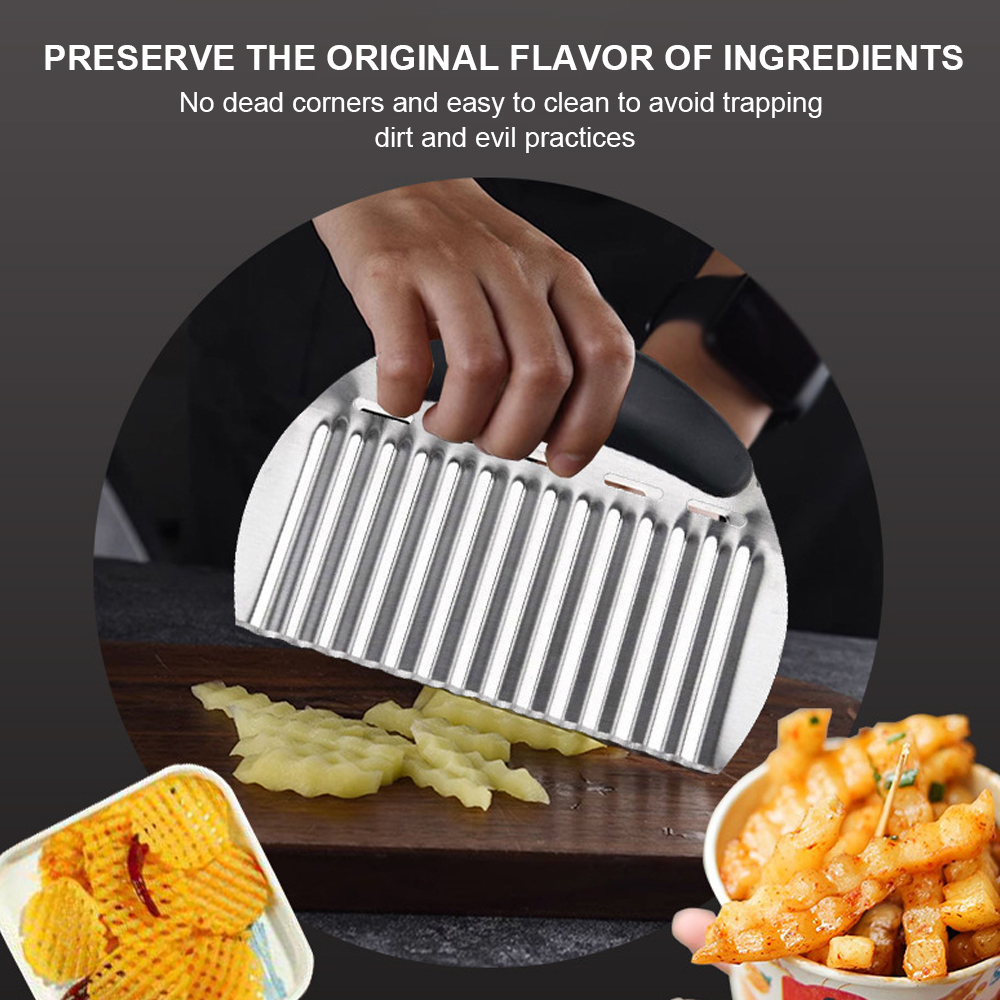 PRESERVE THE ORIGINAL FLAVOR OF INGREDIENTS
No dead corners and easy to clean to avoid trapping
dirt and evil practices